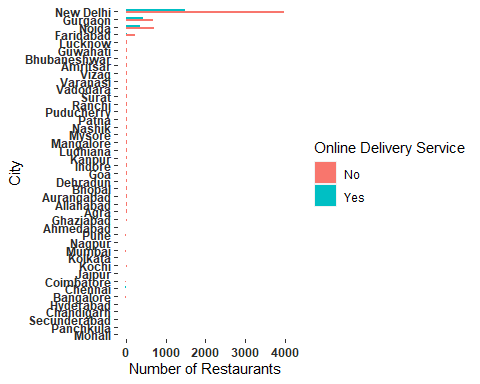 New Delhi
Gurgaon
Noida
Faridabad
Lucknow
Guwahati
Bhubaneshwar
Amritsar
Vizag
Varanasi
Vadodara
Surat
Ranchi
Puducherry
Patna
Nashik
Mysore
Mangalore
Ludhiana
Kanpur
Indore
Goa
Dehradun
Bhopal
Aurangabad
Allahabad
Agra
Ghaziabad
Ahmedabad
Pune
Nagpur
Mumbai
Kolkata
Kochi
Jaipur
Coimbatore
Chennai
Bangalore
Hyderabad
Chandigarh
Secunderabad
Panchkula
Mohali
City
0 1000 2000 3000 4000
Number of Restaurants
Online Delivery Service
No
Yes